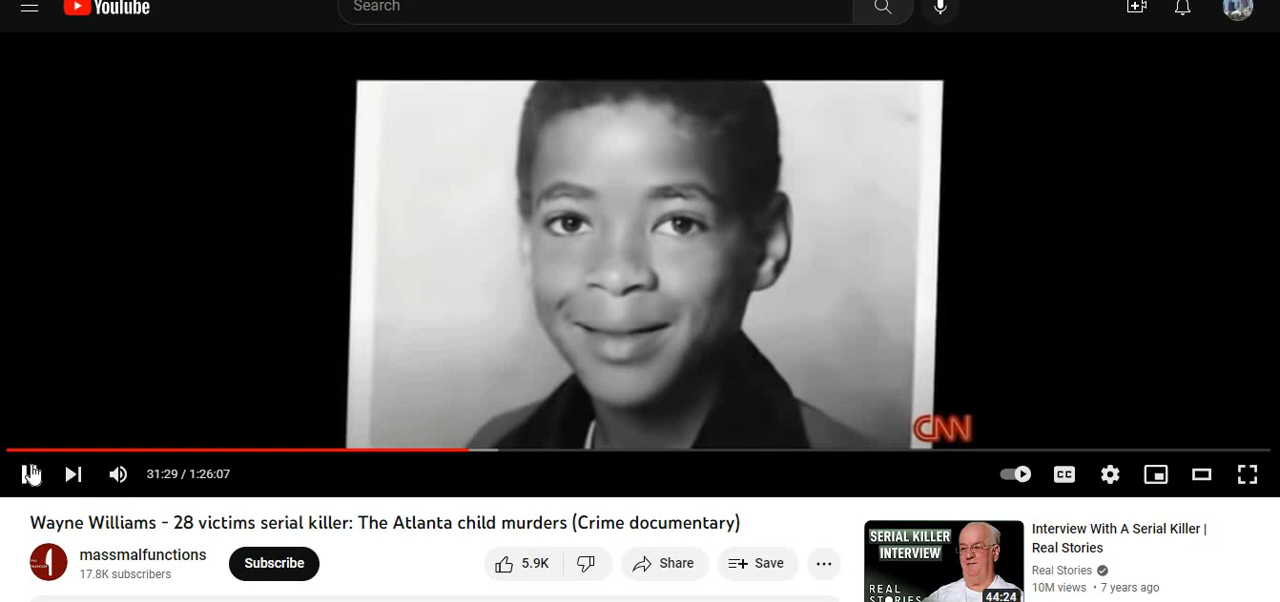 YouTube
Search
CNN
31:29 / 1:26:07
CC
Wayne Williams - 28 victims serial killer: The Atlanta child murders (Crime documentary)
massmalfunctions
17.8K subscribers
Subscribe
5.9K
Share
Save
SERIAL KILLER
INTERVIEW
REAL
STORIES
44:24
Interview With A Serial Killer |
Real Stories
Real Stories
10M views • 7 years ago